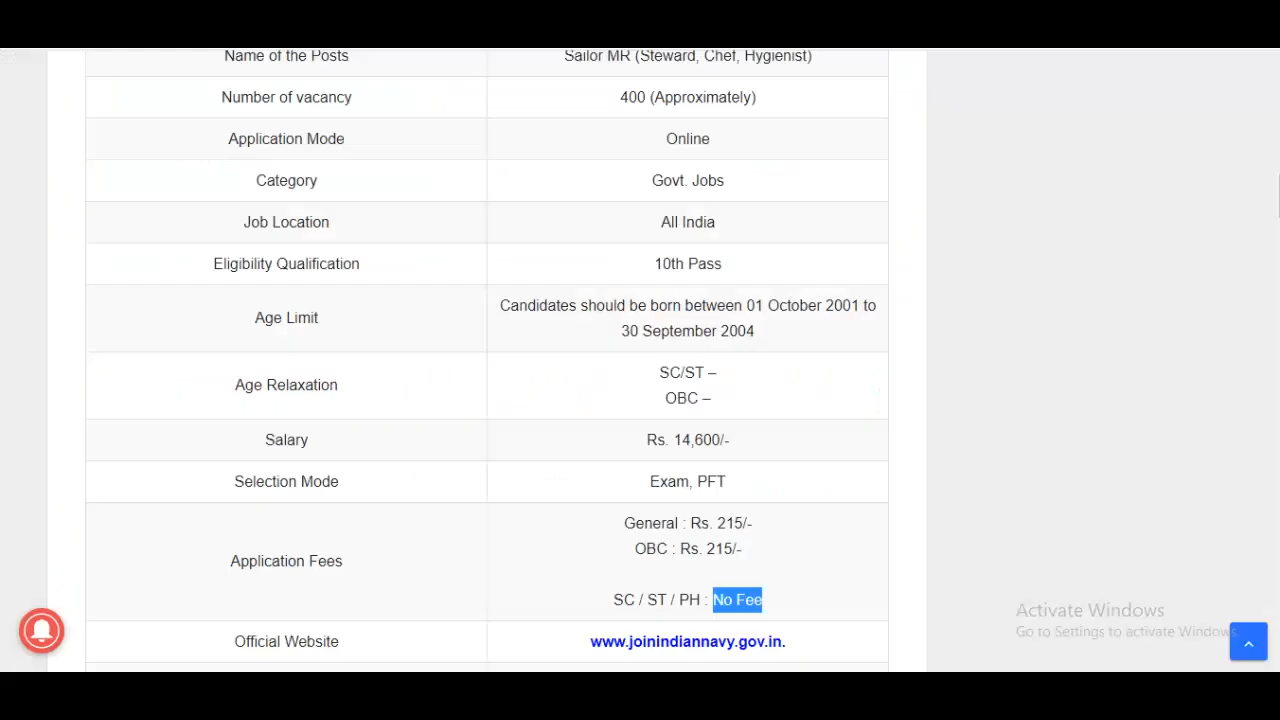 Name of the Posts
Sailor MR (Steward, Chef, Hygienist)
Number of vacancy
400 (Approximately)
Application Mode
Online
Category
Govt. Jobs
Job Location
All India
Eligibility Qualification
10th Pass
Age Limit
Candidates should be born between 01 October 2001 to
30 September 2004
Age Relaxation
SC/ST –
OBC –
Salary
Rs. 14,600/-
Selection Mode
Exam, PFT
Application Fees
General : Rs. 215/-
OBC : Rs. 215/-
SC / ST / PH : No Fee
Official Website
www.joinindiannavy.gov.in.
Activate Windows
Go to Settings to activate Windows.